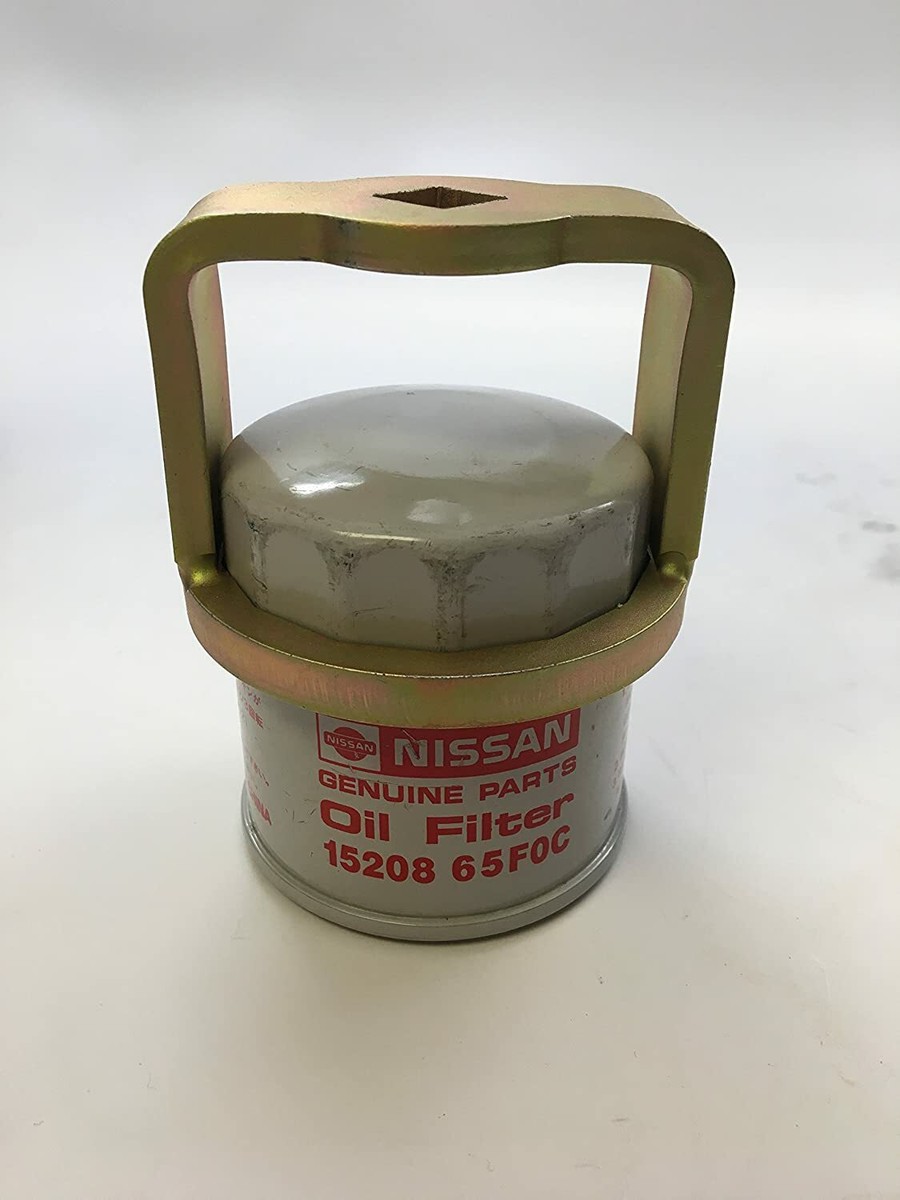 NISSAN NISSAN
GENUINE PARTS
Oil Filter
15208 65F0C